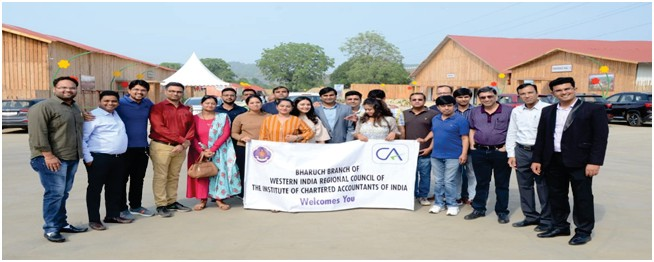 BHARUCH BRANCH OF
WESTERN INDIA REGIONAL COUNCIL OF
THE INSTITUTE OF CHARTERED ACCOUNTANTS OF INDIA
Welcomes You
CA